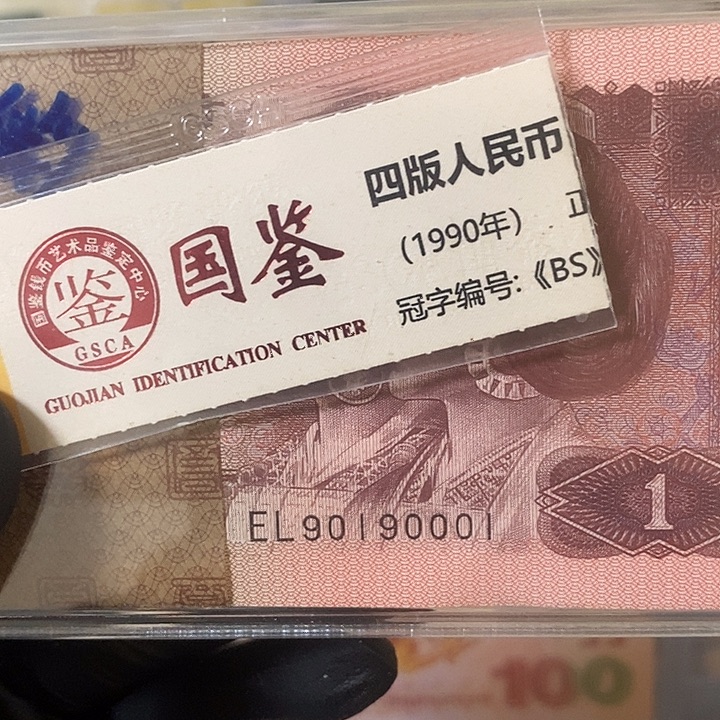 四版人民币
(1990年)
冠字编号:《BS》
国鉴
国鉴钱币艺术品鉴定中心
鉴
GSCA
GUOJIAN IDENTIFICATION CENTER
EL90190001
1
100